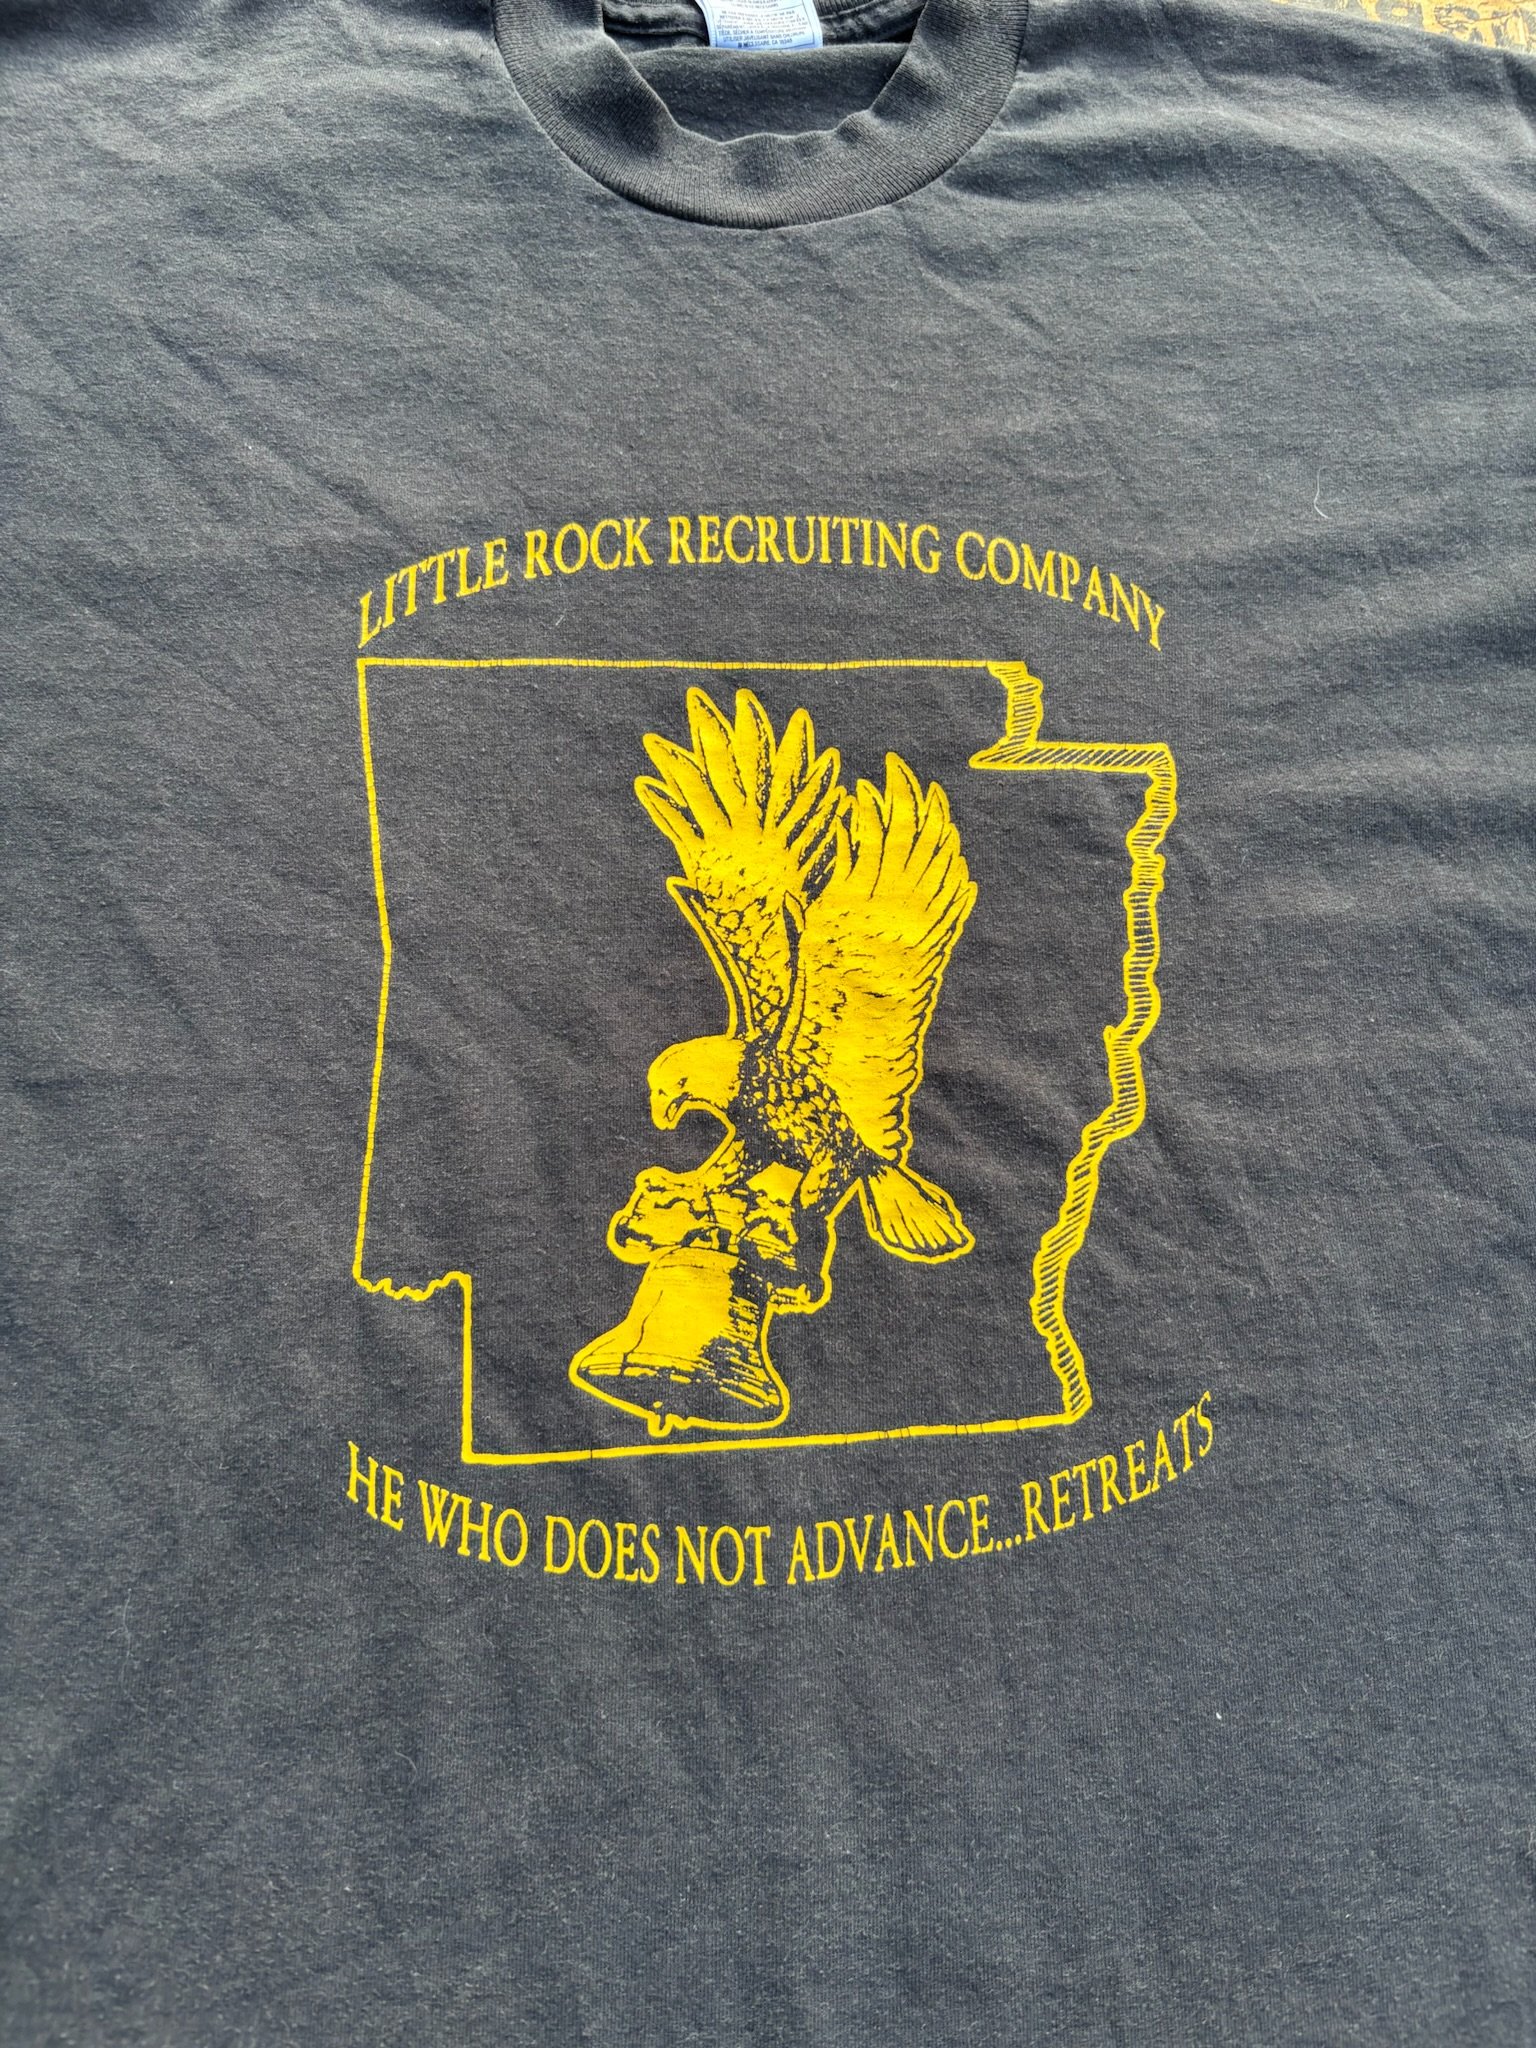 LITTLE ROCK RECRUITING COMPANY
HE WHO DOES NOT ADVANCE...RETREATS